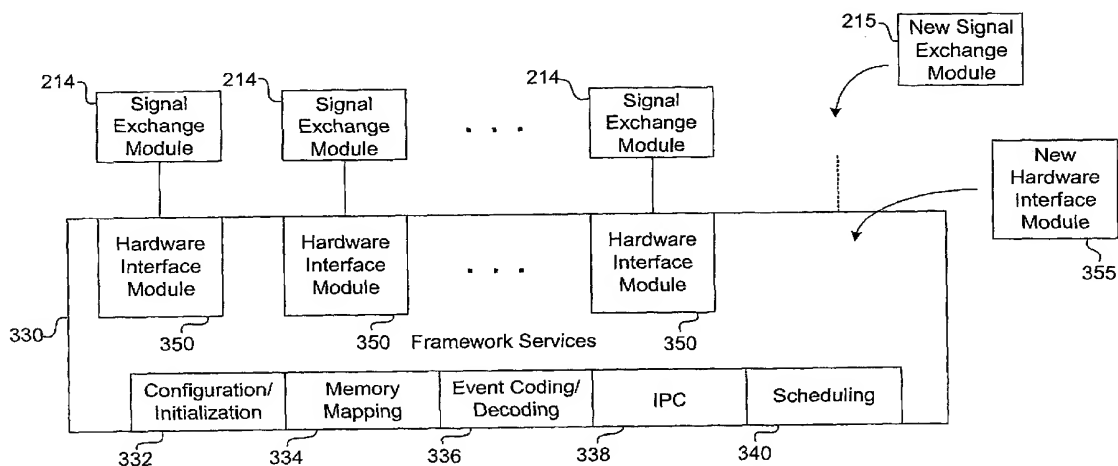 215
New Signal
Exchange
Module
214
Signal
Exchange
Module
214
Signal
Exchange
Module
. . .
214
Signal
Exchange
Module
New
Hardware
Interface
Module
355
Hardware
Interface
Module
350
Hardware
Interface
Module
350
. . .
Hardware
Interface
Module
350
330
Framework Services
Configuration/
Initialization
Memory
Mapping
Event Coding/
Decoding
IPC
Scheduling
332
334
336
338
340